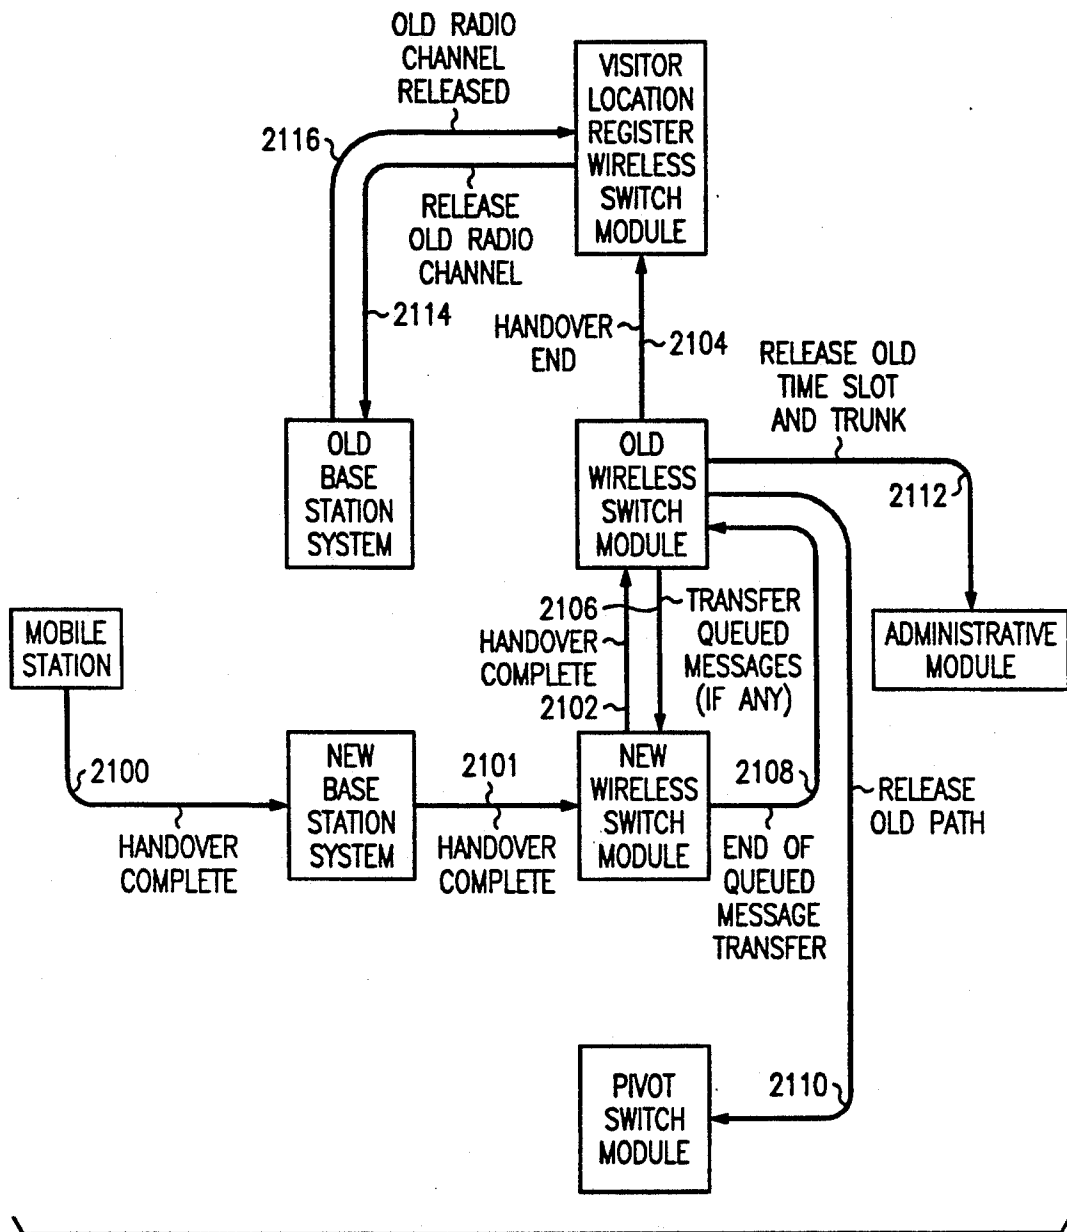 OLD RADIO
CHANNEL
RELEASED
2116
VISITOR
LOCATION
REGISTER
WIRELESS
SWITCH
MODULE
RELEASE
OLD RADIO
CHANNEL
2114
HANDOVER
END
2104
RELEASE OLD
TIME SLOT
AND TRUNK
2112
OLD
BASE
STATION
SYSTEM
OLD
WIRELESS
SWITCH
MODULE
MOBILE
STATION
2106
TRANSFER
QUEUED
MESSAGES
(IF ANY)
HANDOVER
COMPLETE
2102
ADMINISTRATIVE
MODULE
2100
HANDOVER
COMPLETE
NEW
BASE
STATION
SYSTEM
2101
HANDOVER
COMPLETE
NEW
WIRELESS
SWITCH
MODULE
2108
END OF
QUEUED
MESSAGE
TRANSFER
RELEASE
OLD PATH
PIVOT
SWITCH
MODULE
2110